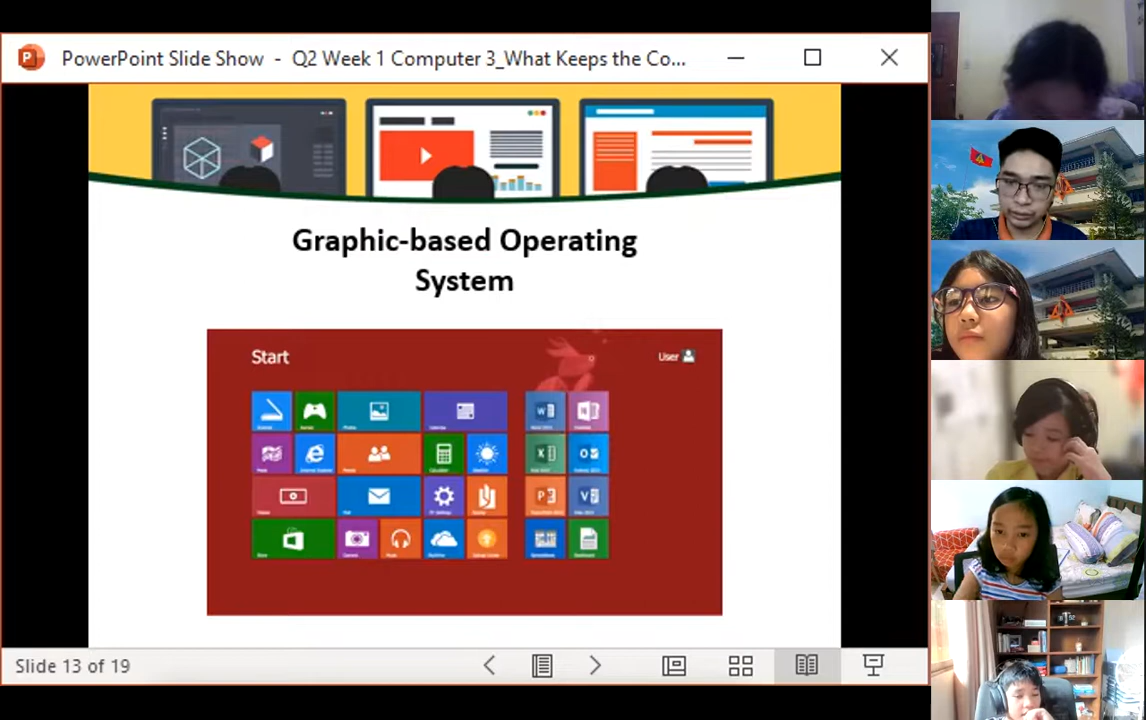 PowerPoint Slide Show - Q2 Week 1 Computer 3_What Keeps the Co...
Graphic-based Operating
System
Start
User
Slide 13 of 19